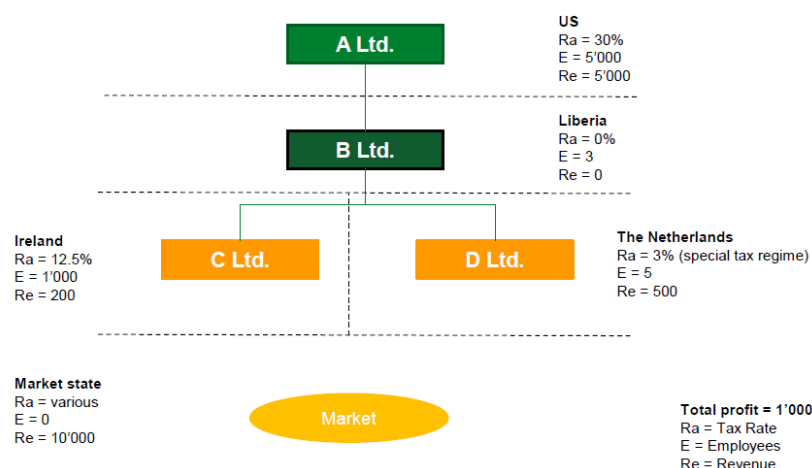 US
Ra = 30%
E = 5'000
Re = 5'000
A Ltd.
Liberia
Ra = 0%
E = 3
Re = 0
B Ltd.
Ireland
Ra = 12.5%
E = 1'000
Re = 200
C Ltd.
D Ltd.
The Netherlands
Ra = 3% (special tax regime)
E = 5
Re = 500
Market state
Ra = various
E = 0
Re = 10'000
Market
Total profit = 1'000
Ra = Tax Rate
E = Employees
Re = Revenue